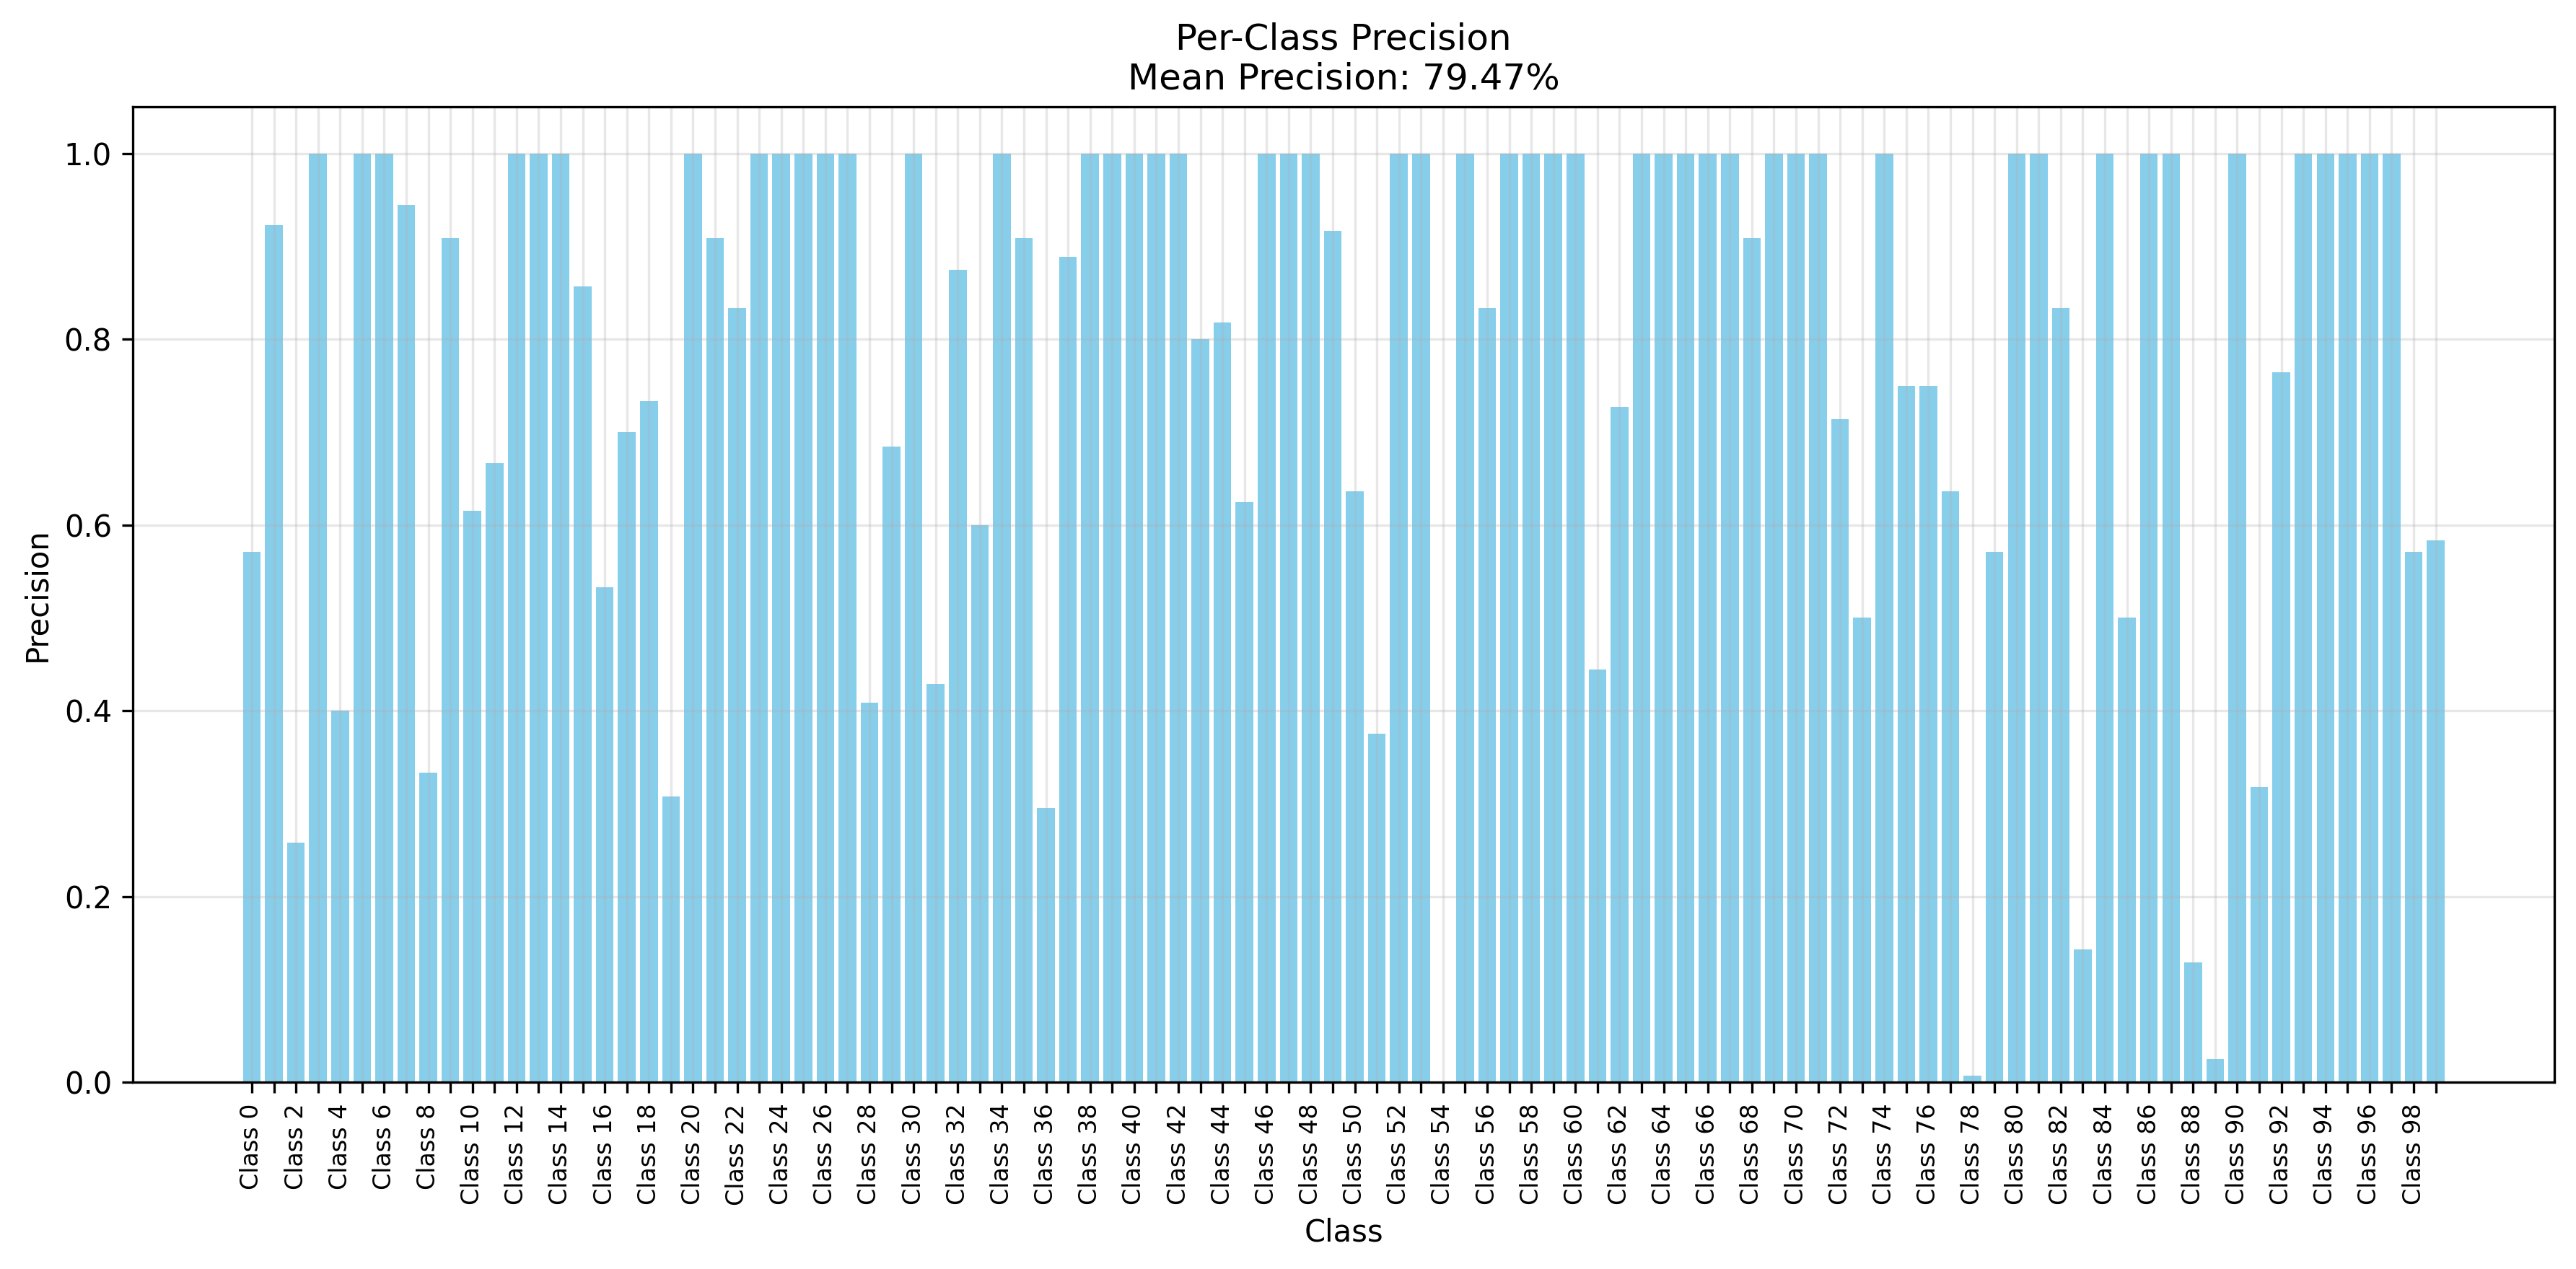 Per-Class Precision
Mean Precision: 79.47%
Precision
1.0
0.8
0.6
0.4
0.2
0.0
Class 0
Class 2
Class 4
Class 6
Class 8
Class 10
Class 12
Class 14
Class 16
Class 18
Class 20
Class 22
Class 24
Class 26
Class 28
Class 30
Class 32
Class 34
Class 36
Class 38
Class 40
Class 42
Class 44
Class 46
Class 48
Class 50
Class 52
Class 54
Class 56
Class 58
Class 60
Class 62
Class 64
Class 66
Class 68
Class 70
Class 72
Class 74
Class 76
Class 78
Class 80
Class 82
Class 84
Class 86
Class 88
Class 90
Class 92
Class 94
Class 96
Class 98
Class